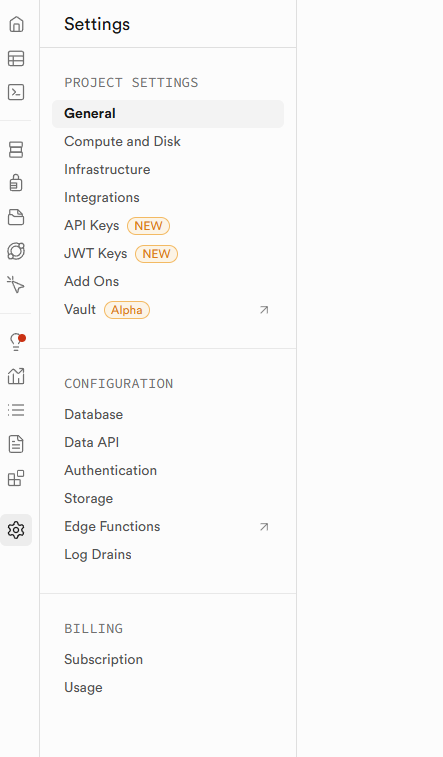 Settings
PROJECT SETTINGS
General
Compute and Disk
Infrastructure
Integrations
API Keys NEW
JWT Keys NEW
Add Ons
Vault Alpha
CONFIGURATION
Database
Data API
Authentication
Storage
Edge Functions
Log Drains
BILLING
Subscription
Usage